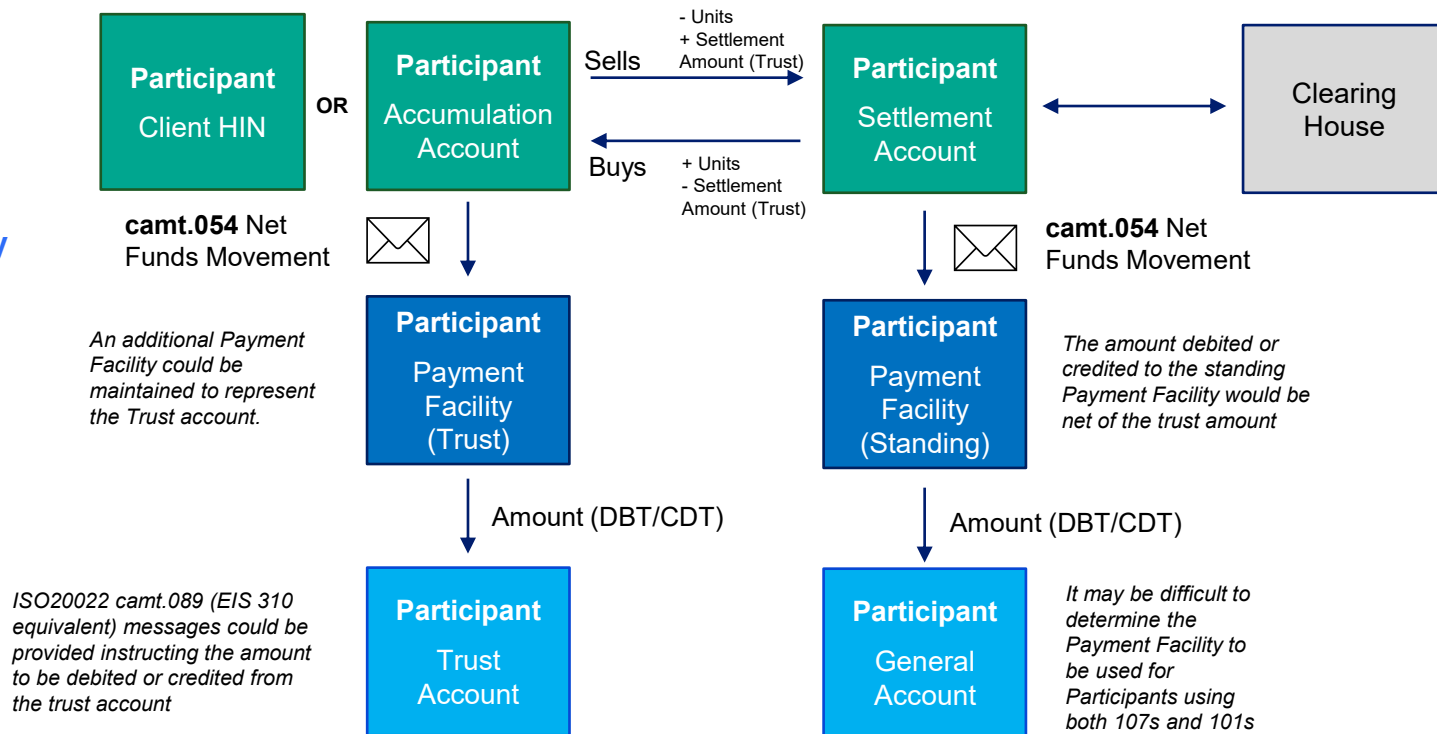 Participant
Client HIN
OR
Participant
Accumulation
Account
Sells
- Units
+ Settlement
Amount (Trust)
Buys
+ Units
- Settlement
Amount (Trust)
Participant
Settlement
Account
Clearing
House
camt.054 Net
Funds Movement
camt.054 Net
Funds Movement
y
An additional Payment
Facility could be
maintained to represent
the Trust account.
Participant
Payment
Facility
(Trust)
Participant
Payment
Facility
(Standing)
The amount debited or
credited to the standing
Payment Facility would be
net of the trust amount
Amount (DBT/CDT)
Amount (DBT/CDT)
ISO20022 camt.089 (EIS 310
equivalent) messages could be
provided instructing the amount
to be debited or credited from
the trust account
Participant
Trust
Account
Participant
General
Account
It may be difficult to
determine the
Payment Facility to
be used for
Participants using
both 107s and 101s